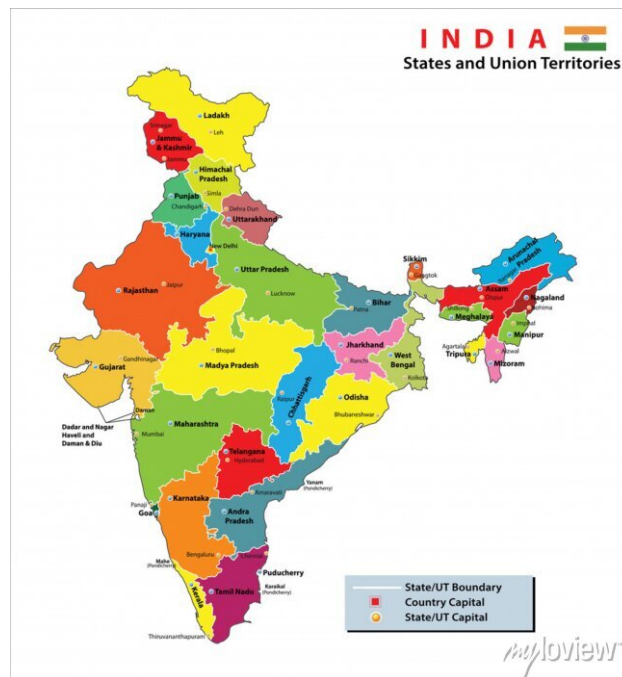 INDIA
States and Union Territories
Ladakh
Leh
Srinagar
Jammu
& Kashmir
Jammu
Himachal
Pradesh
Simla
Punjab
Chandigarh
Dehra Dun
Uttarakhand
Haryana
New Delhi
Rajasthan
Jaipur
Uttar Pradesh
Lucknow
Sikkim
Gangtok
Arunachal
Pradesh
Itanagar
Assam
Dispur
Nagaland
Kohima
Shillong
Meghalaya
Imphal
Manipur
Agartala
Tripura
Aizwal
Mizoram
Bihar
Patna
Jharkhand
Ranchi
West
Bengal
Kolkata
Gandhinagar
Gujarat
Bhopal
Madya Pradesh
Chhattisgarh
Raipur
Odisha
Bhubaneshwar
Daman
Dadar and Nagar
Haveli and
Daman & Diu
Mumbai
Maharashtra
Telangana
Hyderabad
Yanam
(Pondicherry)
Amaravati
Andra
Pradesh
Panaji
Goa
Karnataka
Bengaluru
Chennai
Mahe
(Pondicherry)
Puducherry
Karaikal
(Pondicherry)
Kerala
Tamil Nadu
Thiruvananthapuram
State/UT Boundary
Country Capital
State/UT Capital
myloview